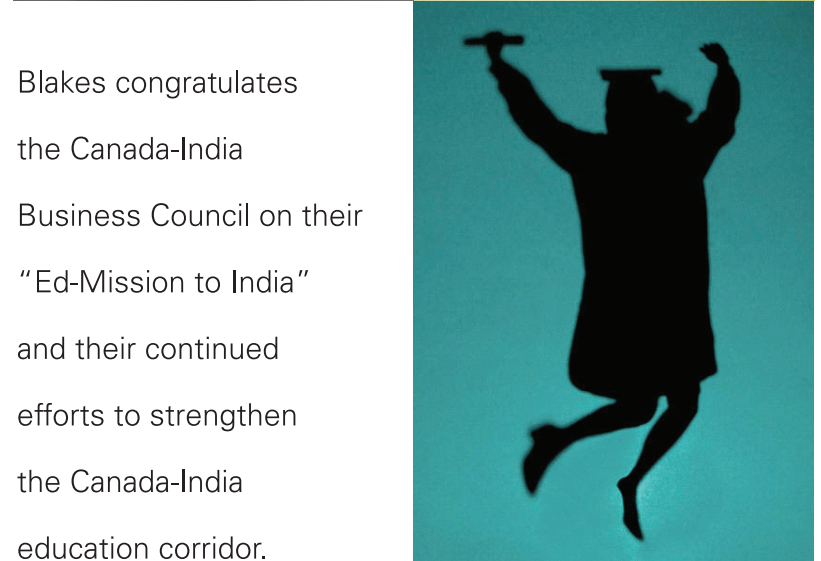 Blakes congratulates
the Canada-India
Business Council on their
“Ed-Mission to India”
and their continued
efforts to strengthen
the Canada-India
education corridor.